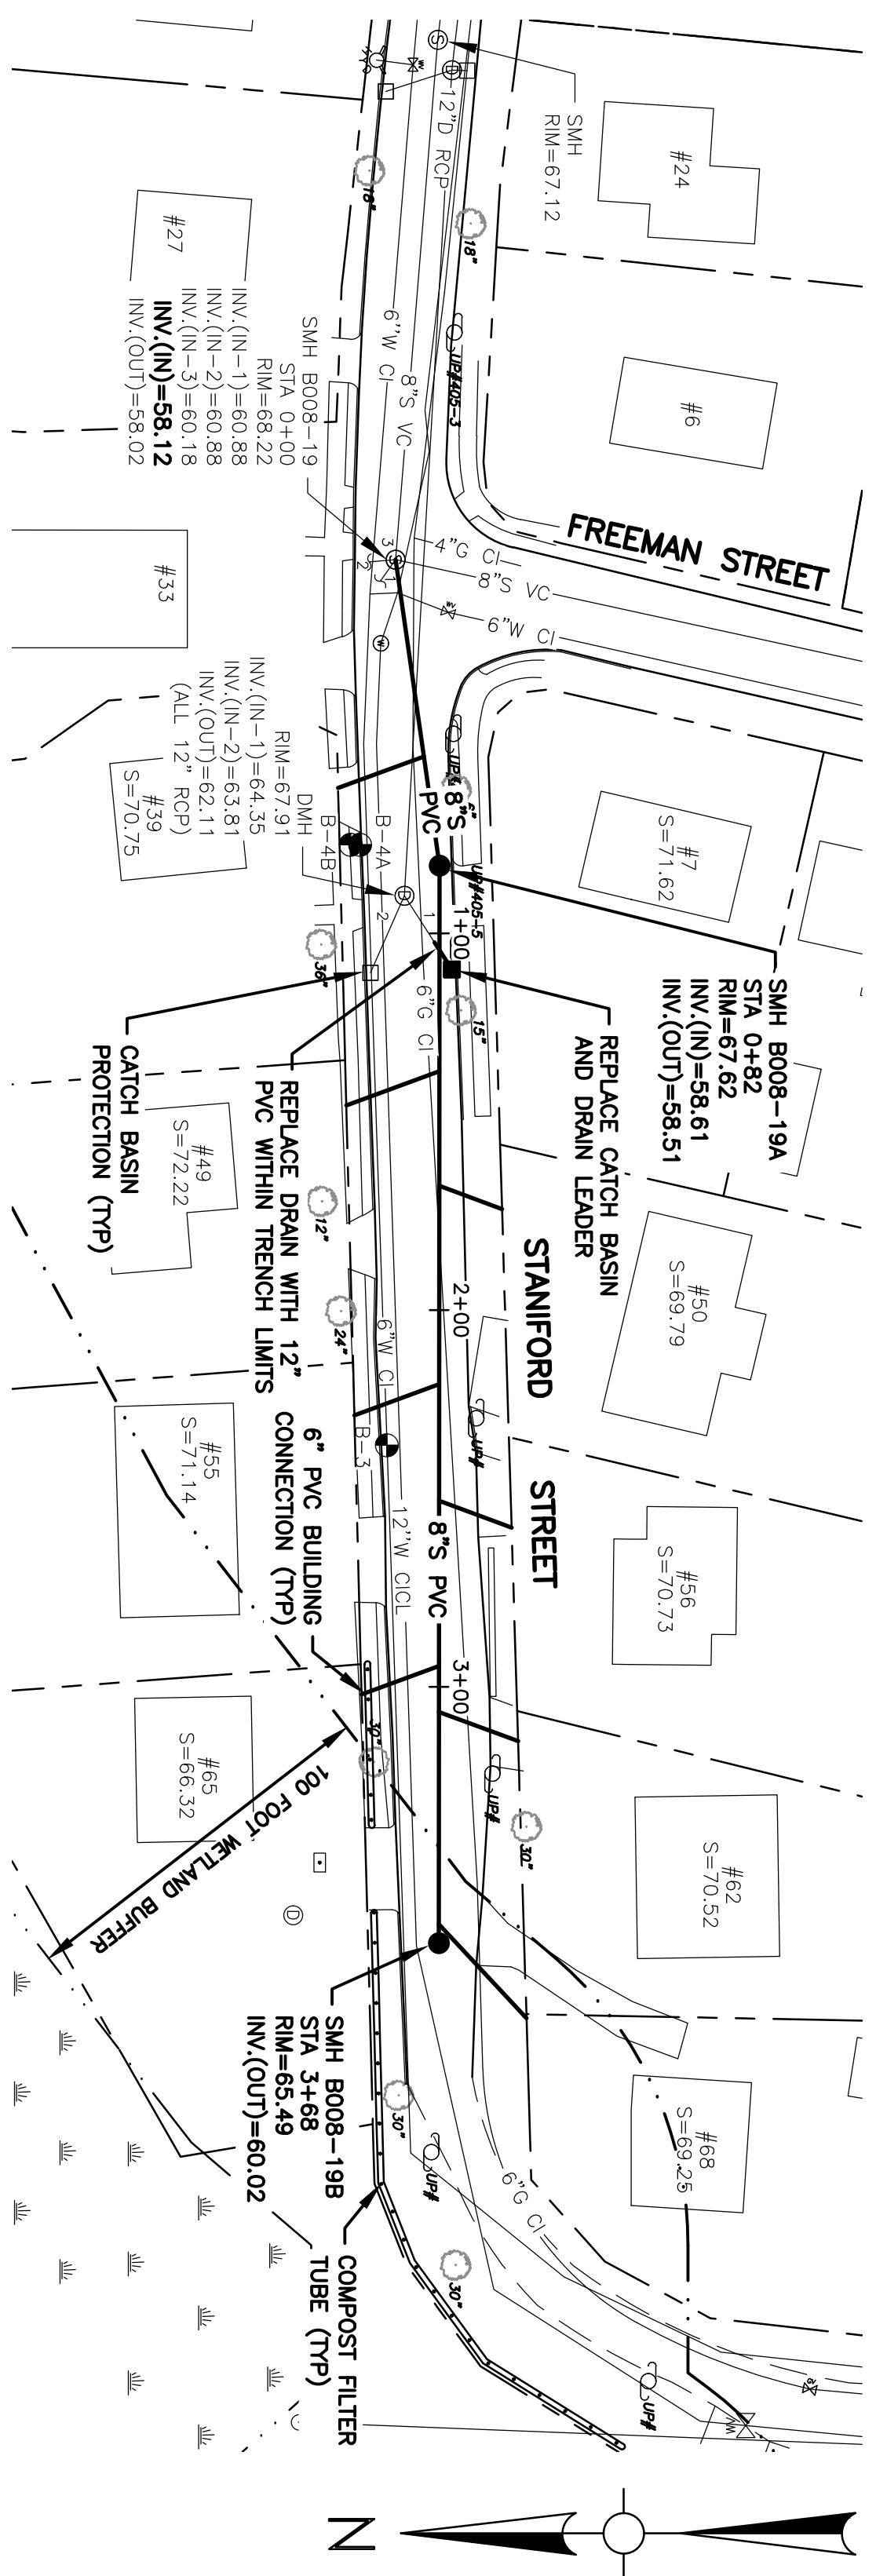 SMH
RIM=67.12
#24
12"D RCP
18"
18"
#27
#6
UP#405-3
6"W CI
8"S VC
SMH B008-19
STA 0+00
RIM=68.22
INV.(IN-1)=60.88
INV.(IN-2)=60.88
INV.(IN-3)=60.18
INV.(IN)=58.12
INV.(OUT)=58.02
FREEMAN STREET
4"G CI
8"S VC
6"W CI
3
2
1
#33
DMH
RIM=67.91
INV.(IN-1)=64.35
INV.(IN-2)=63.81
INV.(OUT)=62.11
(ALL 12" RCP)
#39
S=70.75
B-4A
B-4B
8"S
PVC
#7
S=71.62
UP#405-5
1+00
1
2
36"
15"
6"G CI
SMH B008-19A
STA 0+82
RIM=67.62
INV.(IN)=58.61
INV.(OUT)=58.51
REPLACE CATCH BASIN
AND DRAIN LEADER
REPLACE DRAIN WITH 12"
PVC WITHIN TRENCH LIMITS
CATCH BASIN
PROTECTION (TYP)
#49
S=72.22
12"
24"
#50
S=69.79
STANIFORD STREET
2+00
6"W CI
UP#
B-3
#55
S=71.14
6" PVC BUILDING
CONNECTION (TYP)
12"W CICL
8"S PVC
#56
S=70.73
3+00
30"
UP#
30"
#65
S=66.32
100 FOOT WETLAND BUFFER
#62
S=70.52
D
SMH B008-19B
STA 3+68
RIM=65.49
INV.(OUT)=60.02
30"
UP#
#68
S=69.25
6"G CI
30"
COMPOST FILTER
TUBE (TYP)
UP#
N